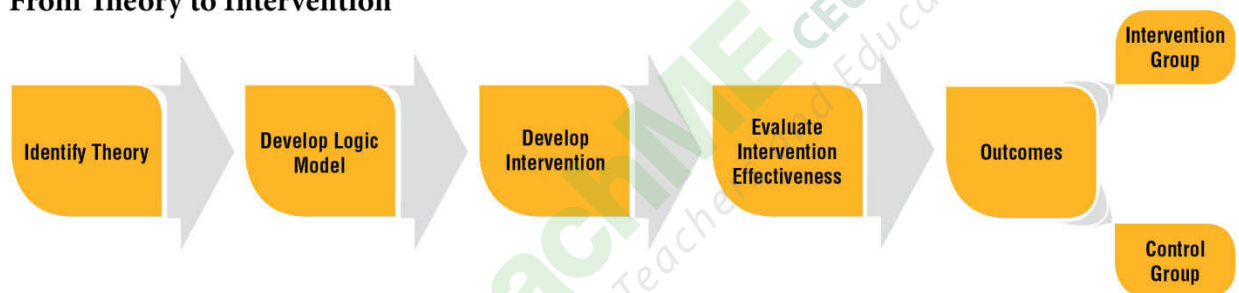 From Theory to Intervention
Identify Theory
Develop Logic
Model
Develop
Intervention
Evaluate
Intervention
Effectiveness
Outcomes
Intervention
Group
Control
Group